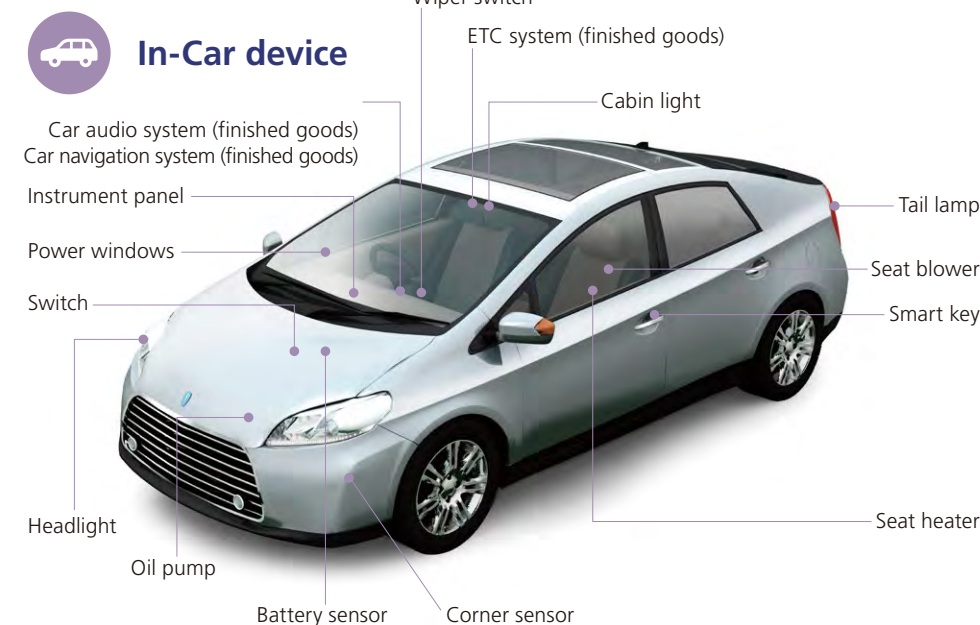 Wiper switch
In-Car device
ETC system (finished goods)
Cabin light
Car audio system (finished goods)
Car navigation system (finished goods)
Instrument panel
Power windows
Switch
Tail lamp
Seat blower
Smart key
Headlight
Seat heater
Oil pump
Battery sensor
Corner sensor